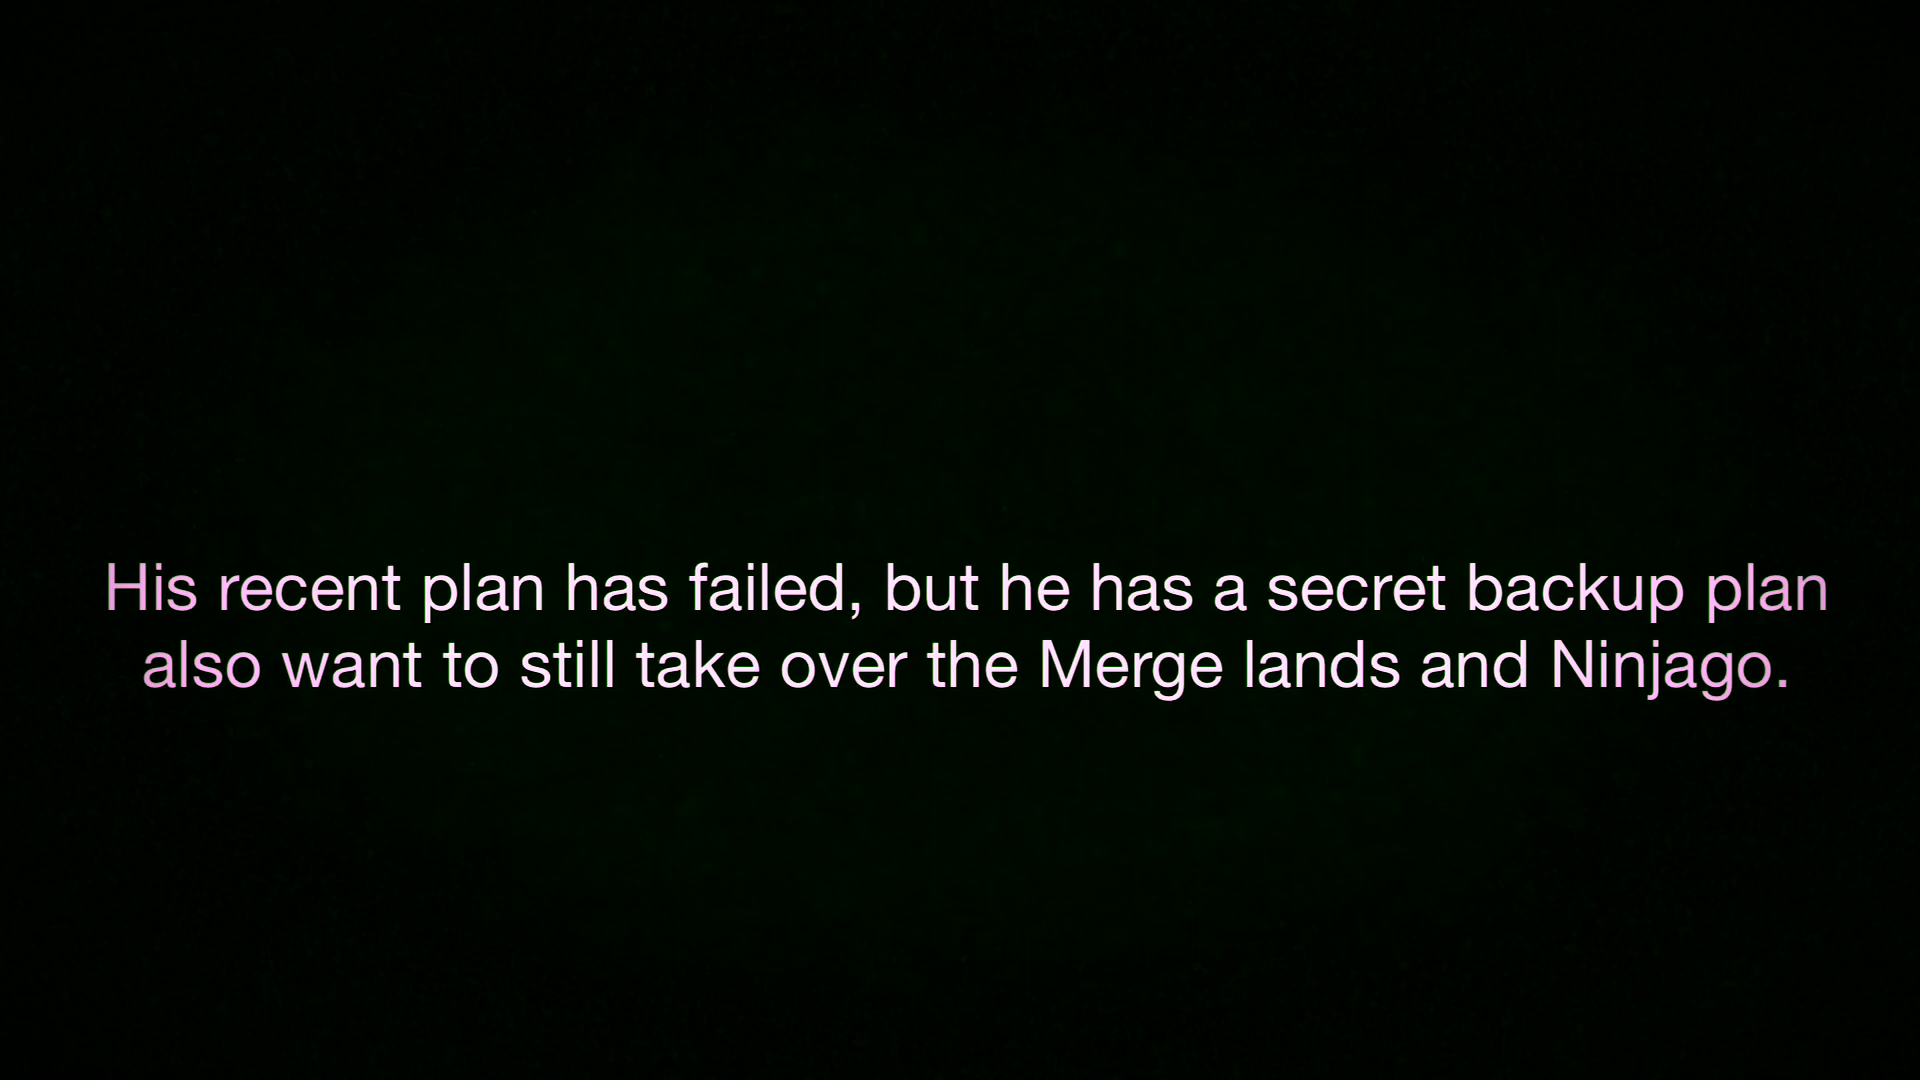 His recent plan has failed, but he has a secret backup plan
also want to still take over the Merge lands and Ninjago.